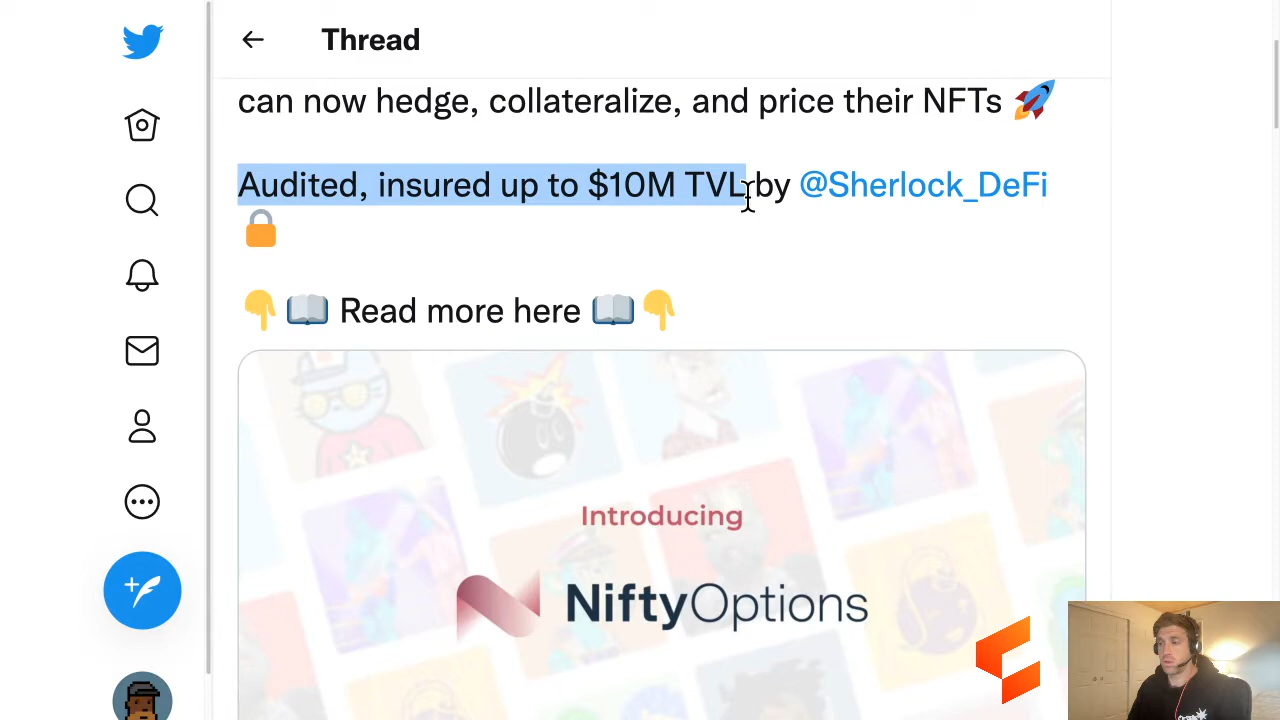 Thread
can now hedge, collateralize, and price their NFTs 🚀
Audited, insured up to $10M TVL by @Sherlock_DeFi
🔒
👇📖 Read more here 📖👇
Introducing
NiftyOptions